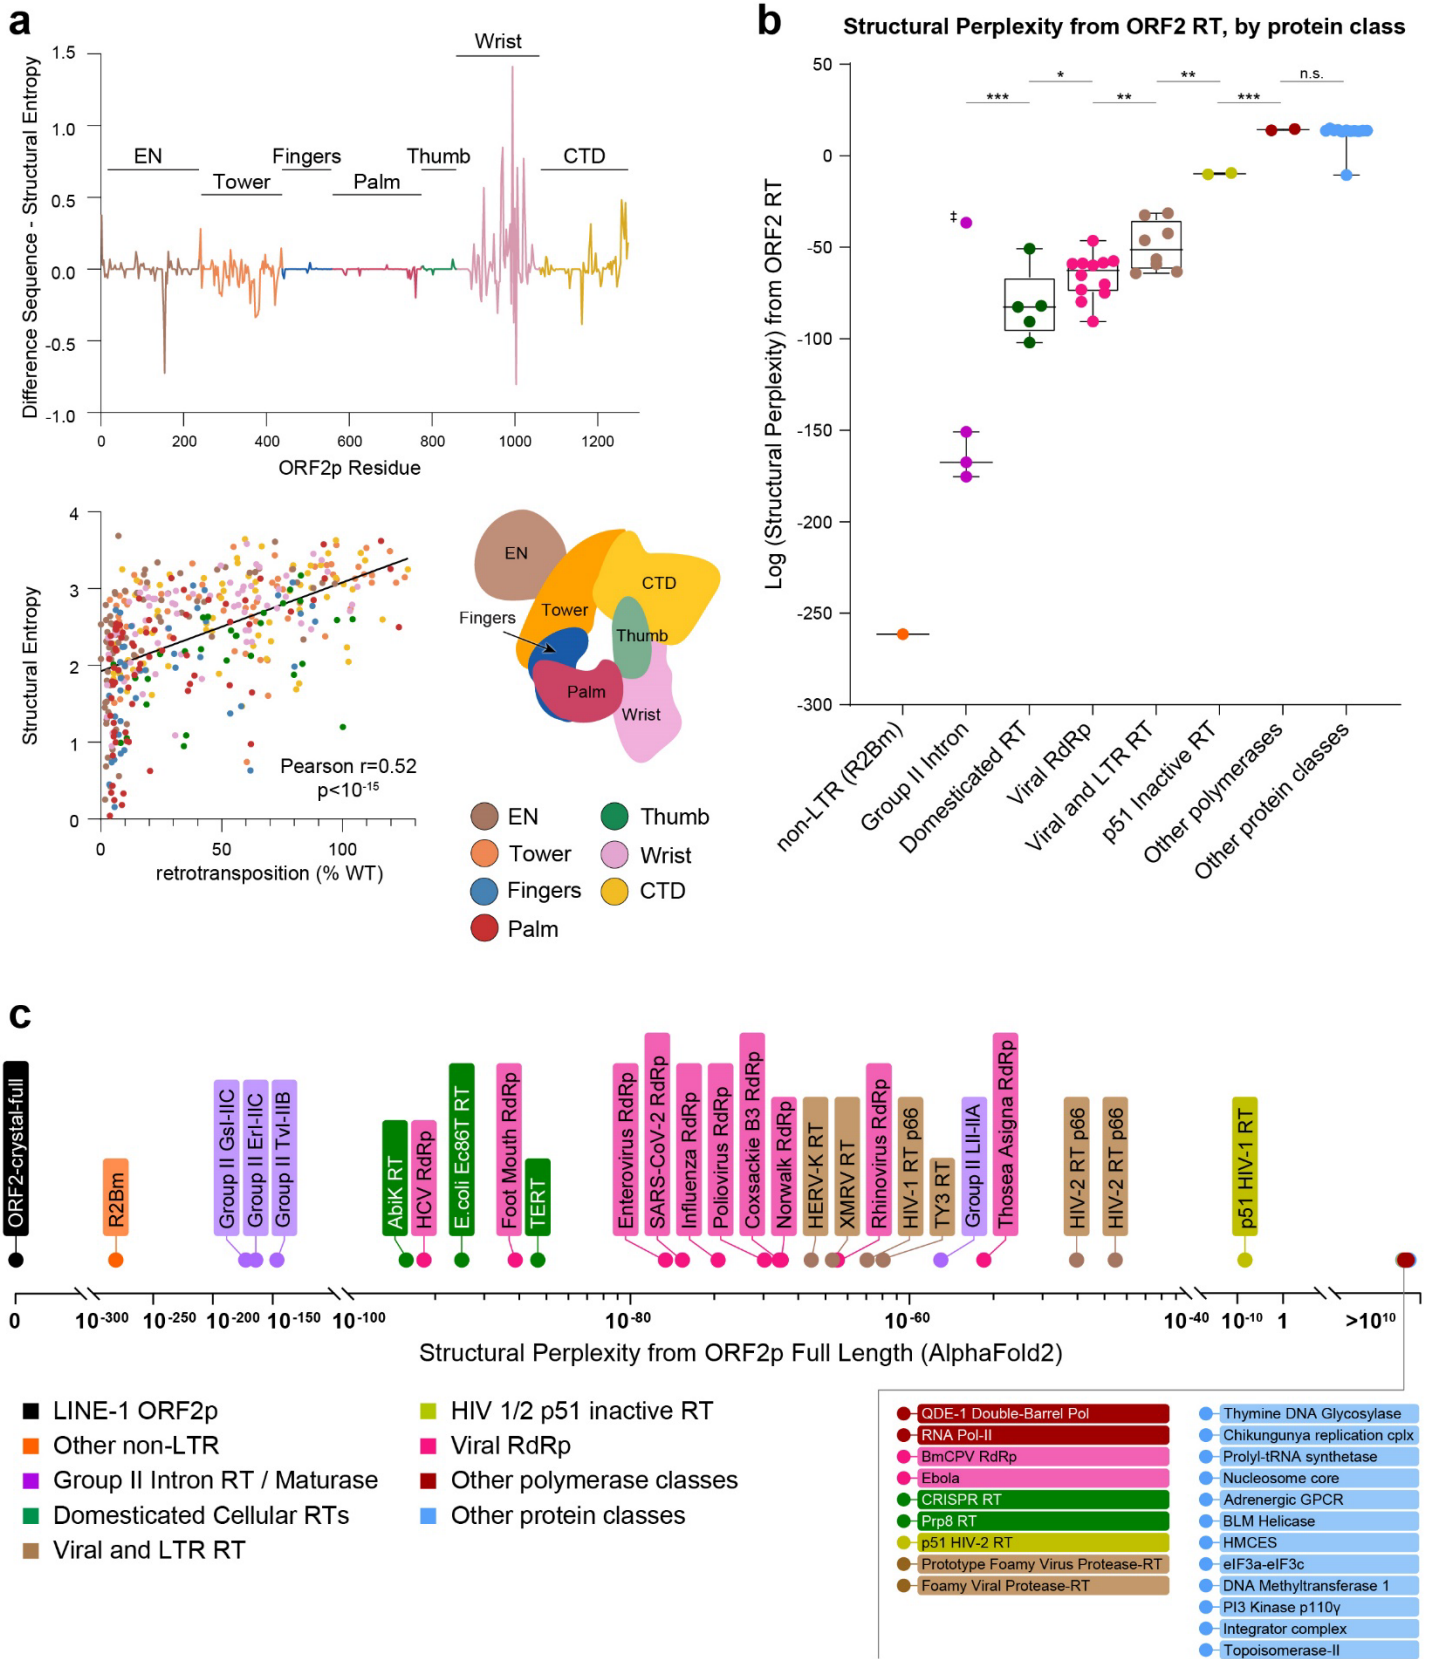 a
Difference Sequence - Structural Entropy
1.5
1.0
0.5
0.0
-0.5
-1.0
Wrist
EN
Fingers
Thumb
CTD
Tower
Palm
0
200
400
600
800
1000
1200
ORF2p Residue
Structural Entropy
4
3
2
1
0
Pearson r=0.52
p<10-15
0
50
100
retrotransposition (% WT)
EN
CTD
Tower
Fingers
Thumb
Palm
Wrist
EN
Tower
Fingers
Palm
Thumb
Wrist
CTD
b
Structural Perplexity from ORF2 RT, by protein class
Log (Structural Perplexity) from ORF2 RT
50
0
-50
-100
-150
-200
-250
-300
***
*
**
**
***
n.s.
‡
non-LTR (R2Bm)
Group II Intron
Domesticated RT
Viral RdRp
Viral and LTR RT
p51 Inactive RT
Other polymerases
Other protein classes
c
ORF2-crystal-full
R2Bm
Group II GsI-IIC
Group II ErI-IIC
Group II TvI-IIB
AbiK RT
HCV RdRp
E.coli Ec86T RT
Foot Mouth RdRp
TERT
Enterovirus RdRp
SARS-CoV-2 RdRp
Influenza RdRp
Poliovirus RdRp
Coxsackie B3 RdRp
Norwalk RdRp
HERV-K RT
XMRV RT
Rhinovirus RdRp
HIV-1 RT p66
TY3 RT
Group II LII-IIA
Thosea Asigna RdRp
HIV-2 RT p66
HIV-2 RT p66
p51 HIV-1 RT
0
10-300
10-250
10-200
10-150
10-100
10-80
10-60
10-40
10-10
1
>1010
Structural Perplexity from ORF2p Full Length (AlphaFold2)
LINE-1 ORF2p
Other non-LTR
Group II Intron RT / Maturase
Domesticated Cellular RTs
Viral and LTR RT
HIV 1/2 p51 inactive RT
Viral RdRp
Other polymerase classes
Other protein classes
QDE-1 Double-Barrel Pol
RNA Pol-II
BmCPV RdRp
Ebola
CRISPR RT
Prp8 RT
p51 HIV-2 RT
Prototype Foamy Virus Protease-RT
Foamy Viral Protease-RT
Thymine DNA Glycosylase
Chikungunya replication cplx
Prolyl-tRNA synthetase
Nucleosome core
Adrenergic GPCR
BLM Helicase
HMCES
eIF3a-eIF3c
DNA Methyltransferase 1
PI3 Kinase p110γ
Integrator complex
Topoisomerase-II